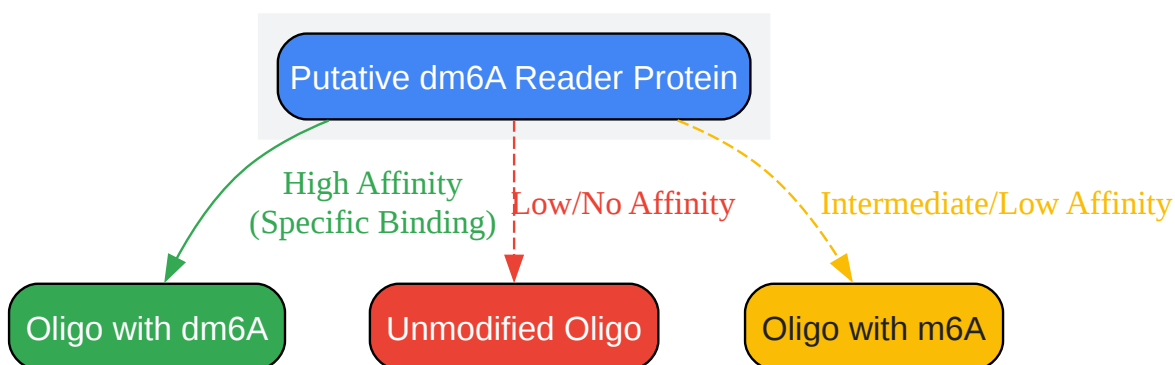 Putative dm6A Reader Protein
High Affinity
(Specific Binding)
Low/No Affinity
Intermediate/Low Affinity
Oligo with dm6A
Unmodified Oligo
Oligo with m6A